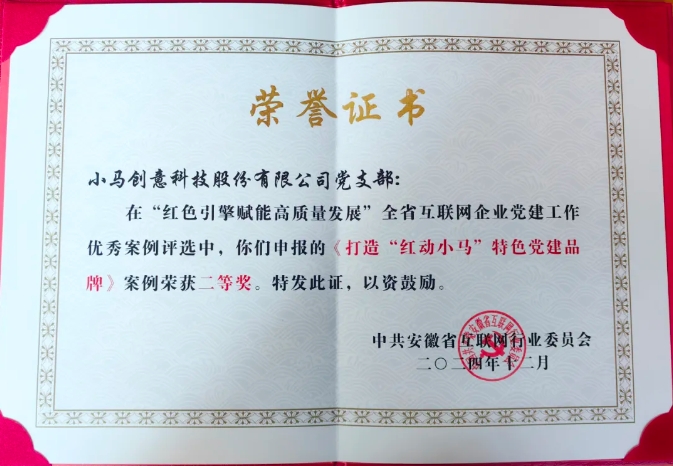 荣誉证书
小马创意科技股份有限公司党支部：
在“红色引擎赋能高质量发展”全省互联网企业党建工作
优秀案例评选中，你们申报的《打造“红动小马”特色党建品
牌》案例荣获二等奖。特发此证，以资鼓励。
中共安徽省互联网行业委员会
二〇二四年十二月